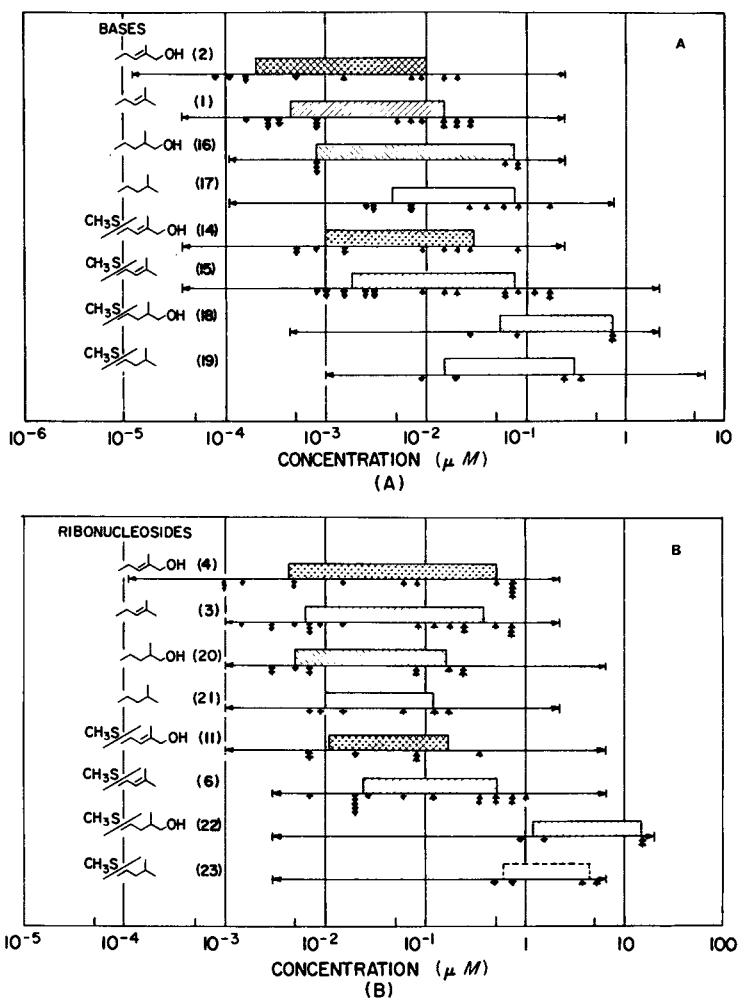 BASES
A
OH (2)
(1)
OH (16)
(17)
CH₃S OH (14)
CH₃S (15)
CH₃S OH (18)
CH₃S (19)
10⁻⁶ 10⁻⁵ 10⁻⁴ 10⁻³ 10⁻² 10⁻¹ 1 10
CONCENTRATION (μ M)
(A)
RIBONUCLEOSIDES
B
OH (4)
(3)
OH (20)
(21)
CH₃S OH (11)
CH₃S (6)
CH₃S OH (22)
CH₃S (23)
10⁻⁵ 10⁻⁴ 10⁻³ 10⁻² 10⁻¹ 1 10 100
CONCENTRATION (μ M)
(B)